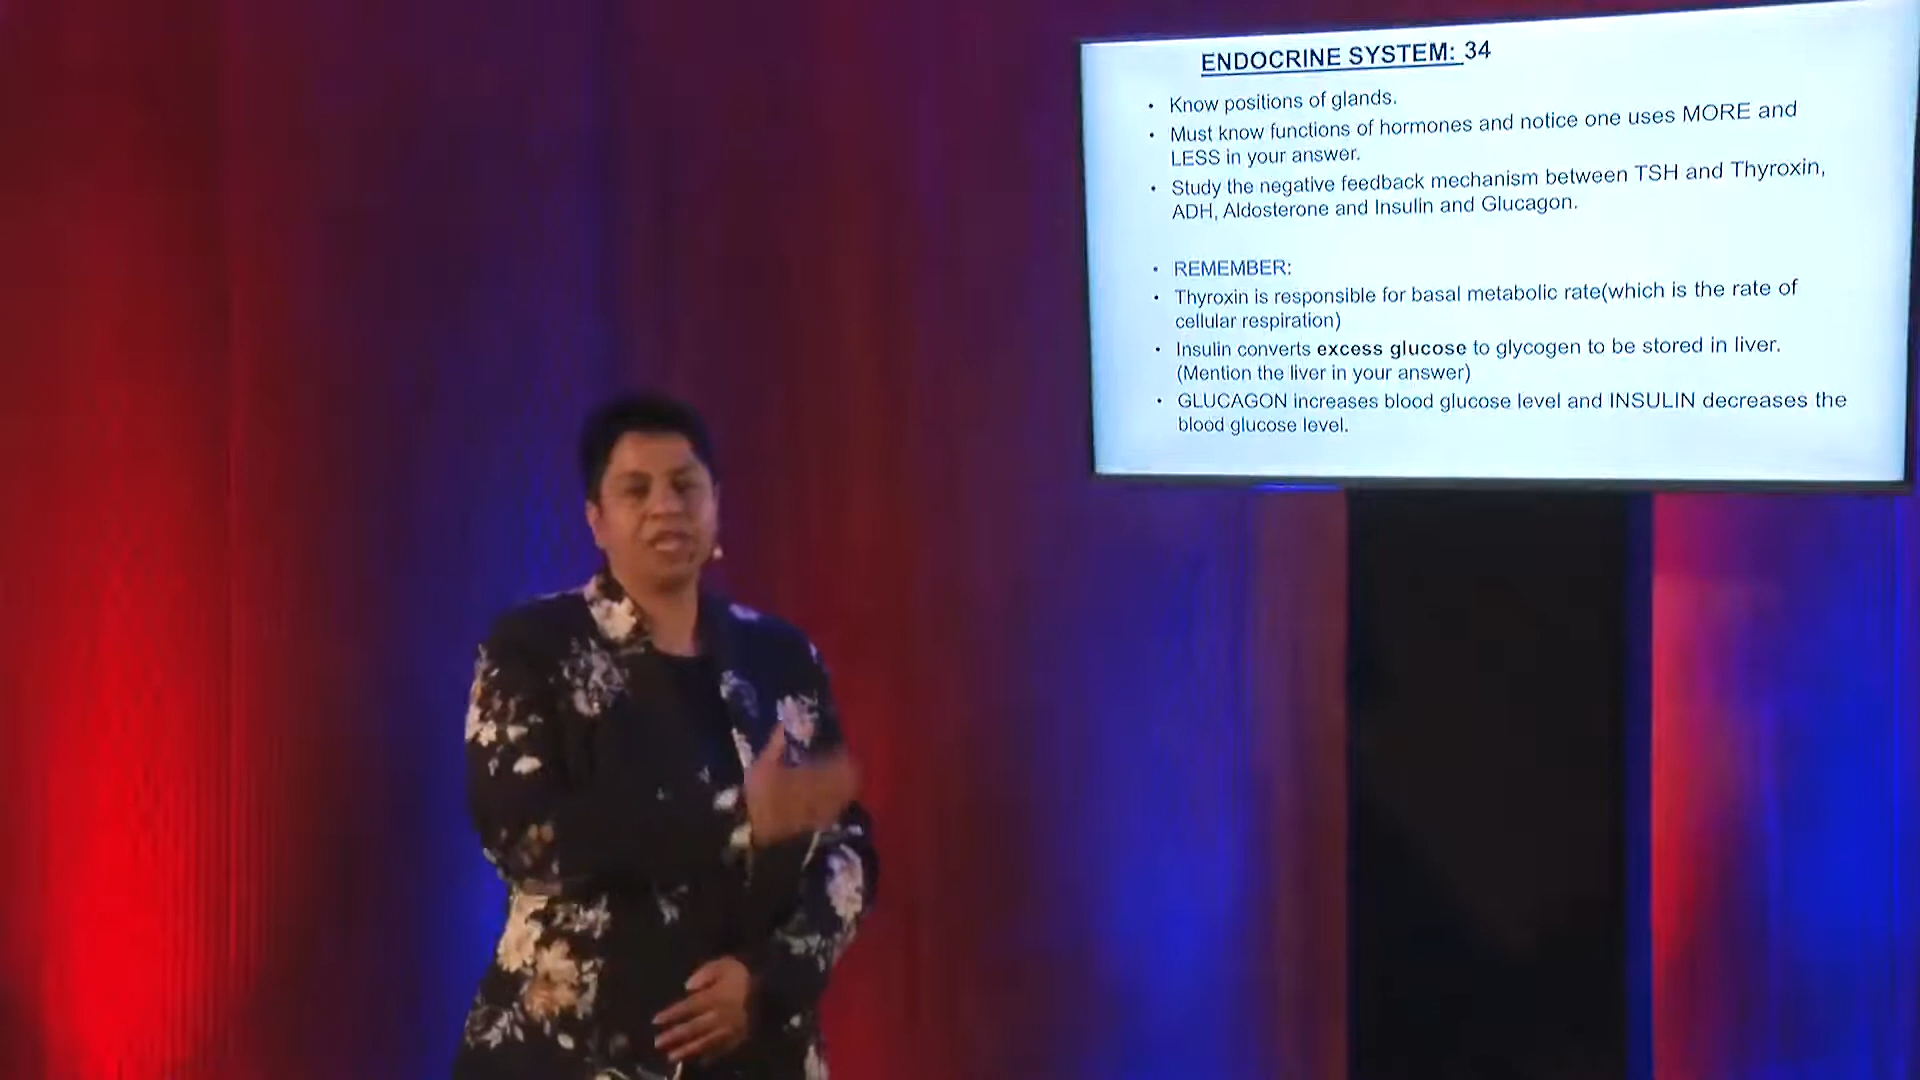 ENDOCRINE SYSTEM: 34
• Know positions of glands.
• Must know functions of hormones and notice one uses MORE and
LESS in your answer.
• Study the negative feedback mechanism between TSH and Thyroxin,
ADH, Aldosterone and Insulin and Glucagon.
• REMEMBER:
• Thyroxin is responsible for basal metabolic rate(which is the rate of
cellular respiration)
• Insulin converts excess glucose to glycogen to be stored in liver.
(Mention the liver in your answer)
• GLUCAGON increases blood glucose level and INSULIN decreases the
blood glucose level.